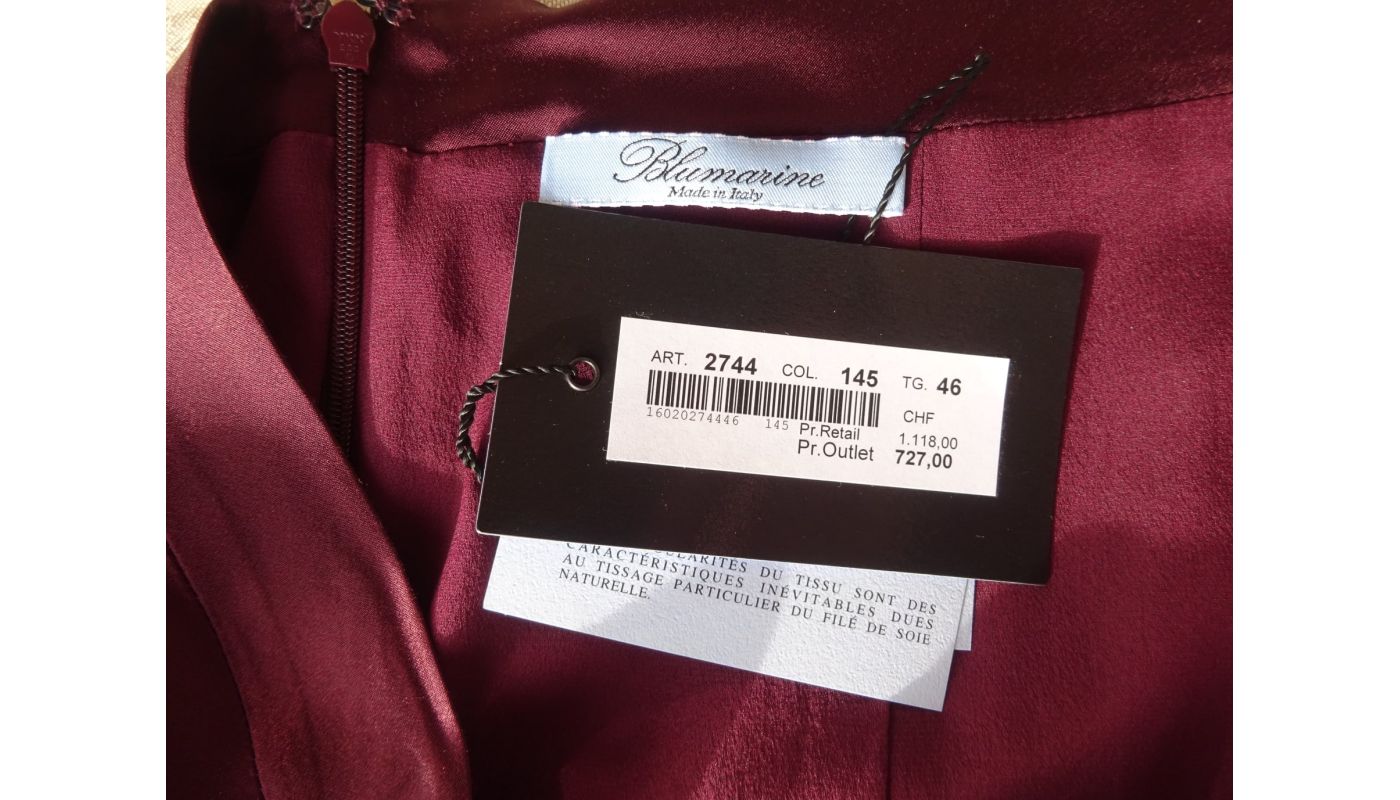 Blumarine
Made in Italy
ART. 2744 COL. 145 TG. 46
CHF
16020274446 145
Pr.Retail 1.118,00
Pr.Outlet 727,00
DU TISSU SONT DES
CARACTÉRISTIQUES INÉVITABLES DUES
AU TISSAGE PARTICULIER DU FILÉ DE SOIE
NATURELLE.